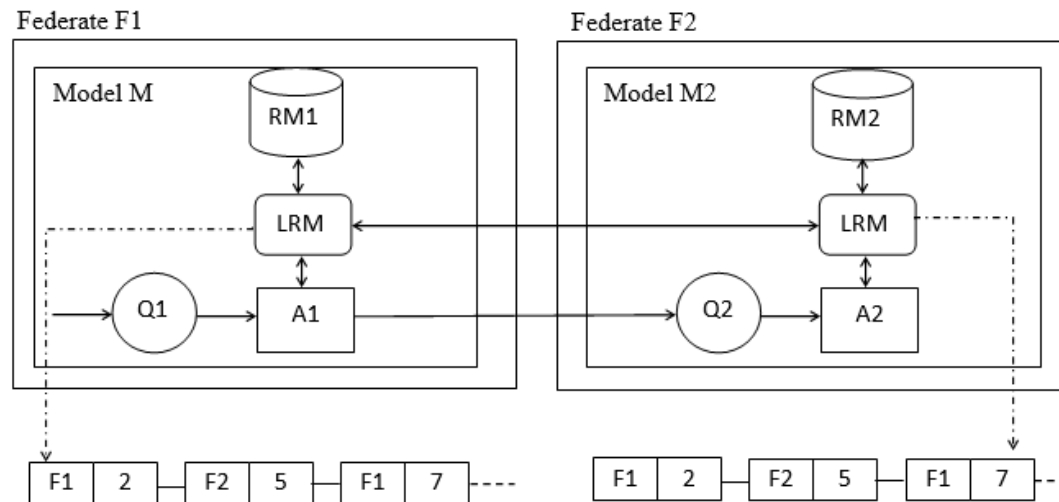 Federate F1
Federate F2
Model M
Model M2
RM1
RM2
LRM
LRM
Q1
A1
Q2
A2
F1 2 F2 5 F1 7
F1 2 F2 5 F1 7